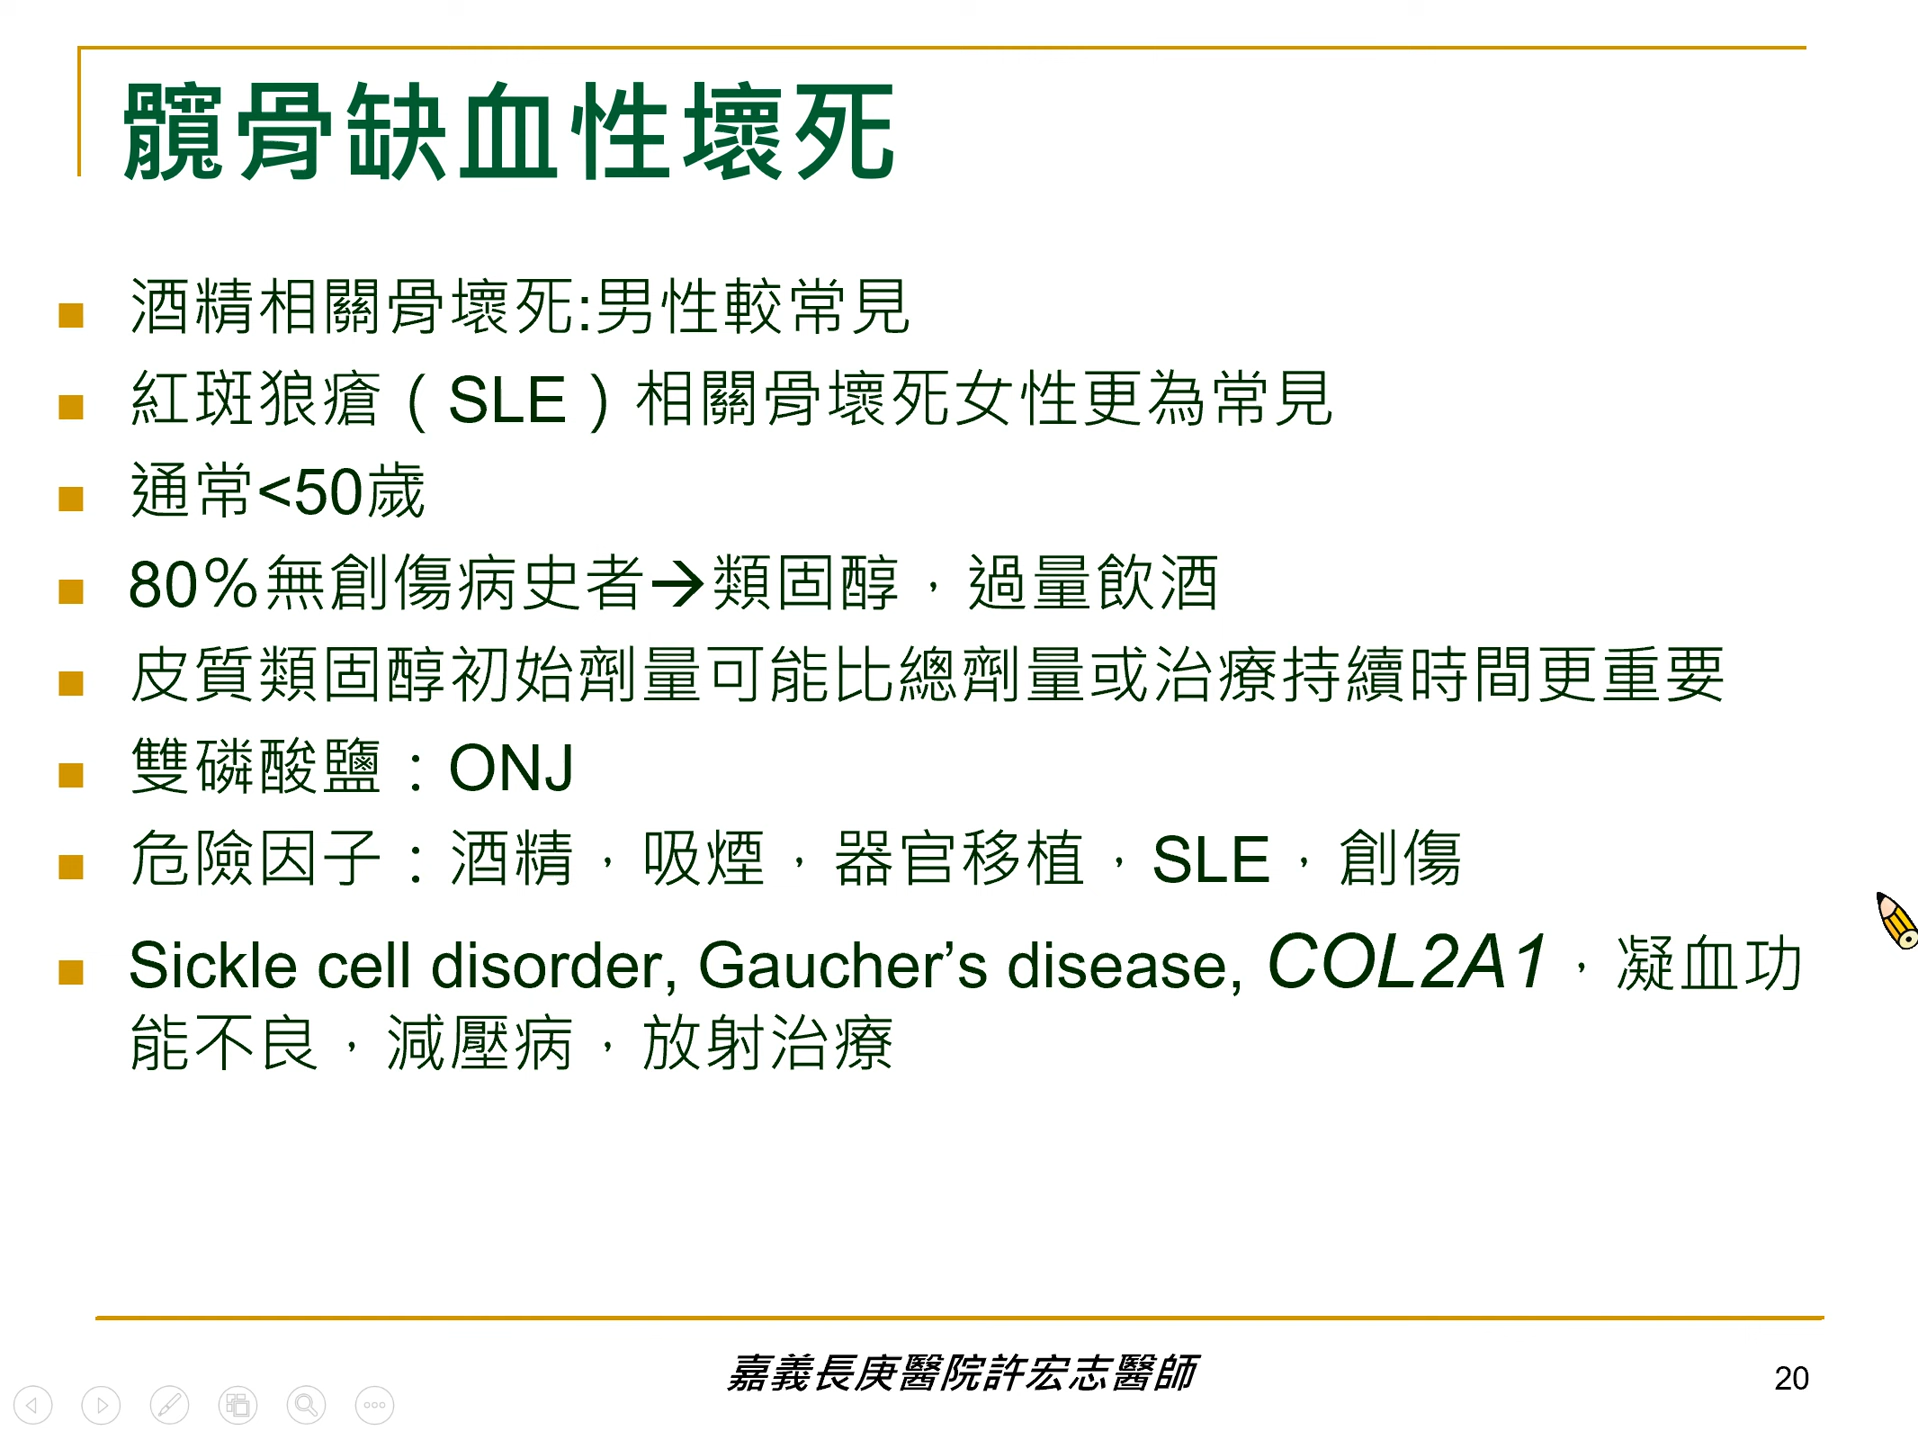 髖骨缺血性壞死
酒精相關骨壞死:男性較常見
紅斑狼瘡（SLE）相關骨壞死女性更為常見
通常<50歲
80％無創傷病史者→類固醇，過量飲酒
皮質類固醇初始劑量可能比總劑量或治療持續時間更重要
雙磷酸鹽：ONJ
危險因子：酒精，吸煙，器官移植，SLE，創傷
Sickle cell disorder, Gaucher’s disease, COL2A1，凝血功
能不良，減壓病，放射治療
嘉義長庚醫院許宏志醫師
20